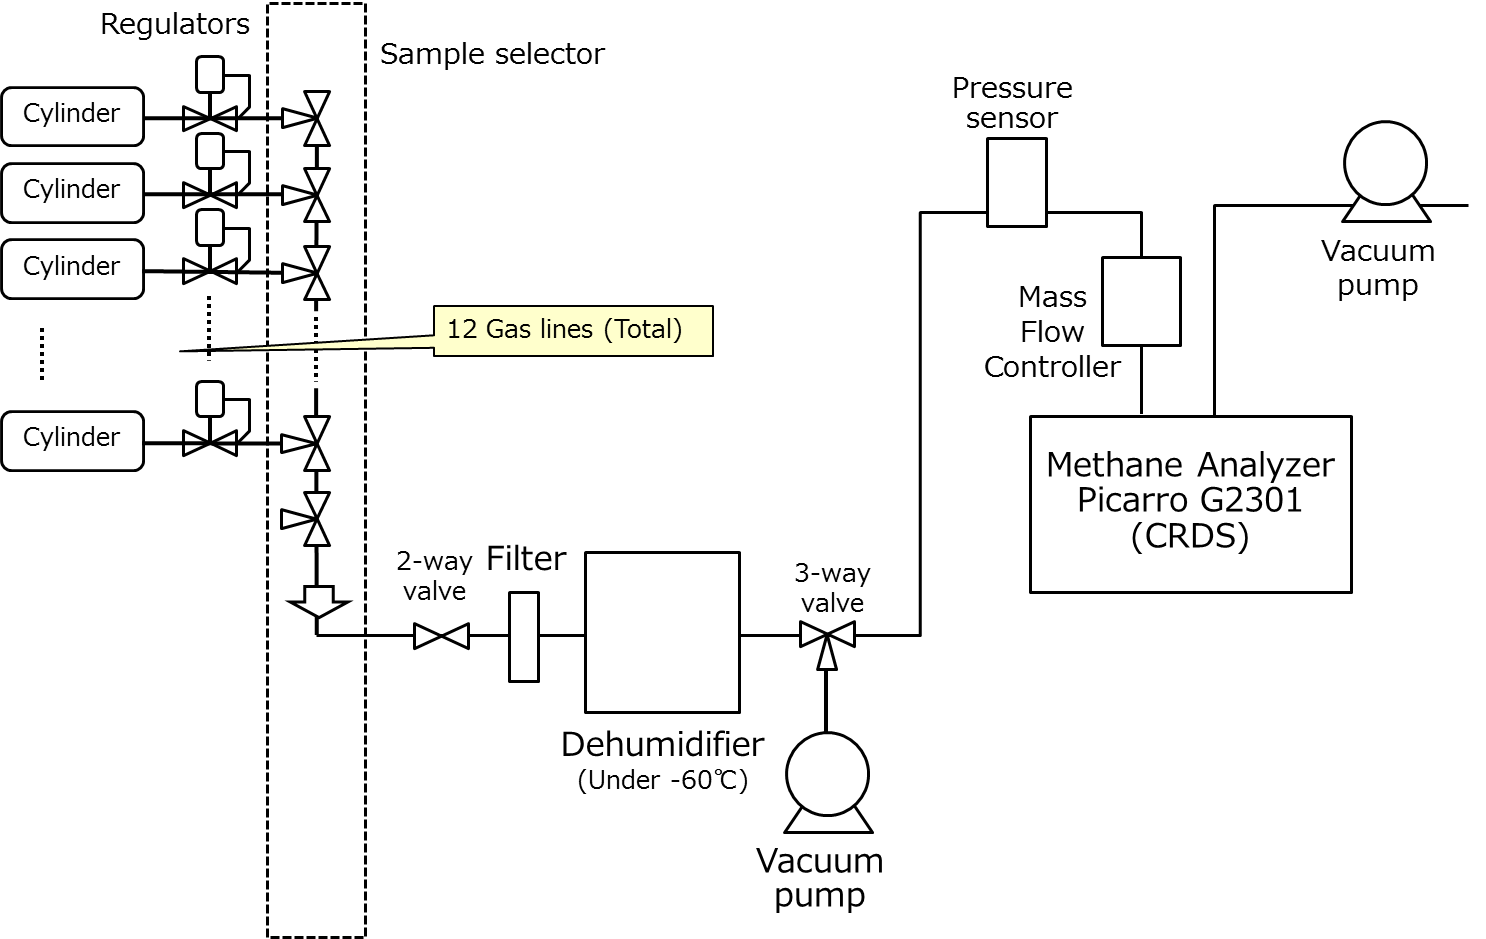 Regulators
Sample selector
Cylinder
Cylinder
Cylinder
12 Gas lines (Total)
Cylinder
Pressure
sensor
Vacuum
pump
Mass
Flow
Controller
Methane Analyzer
Picarro G2301
(CRDS)
2-way
valve
Filter
3-way
valve
Dehumidifier
(Under -60℃)
Vacuum
pump